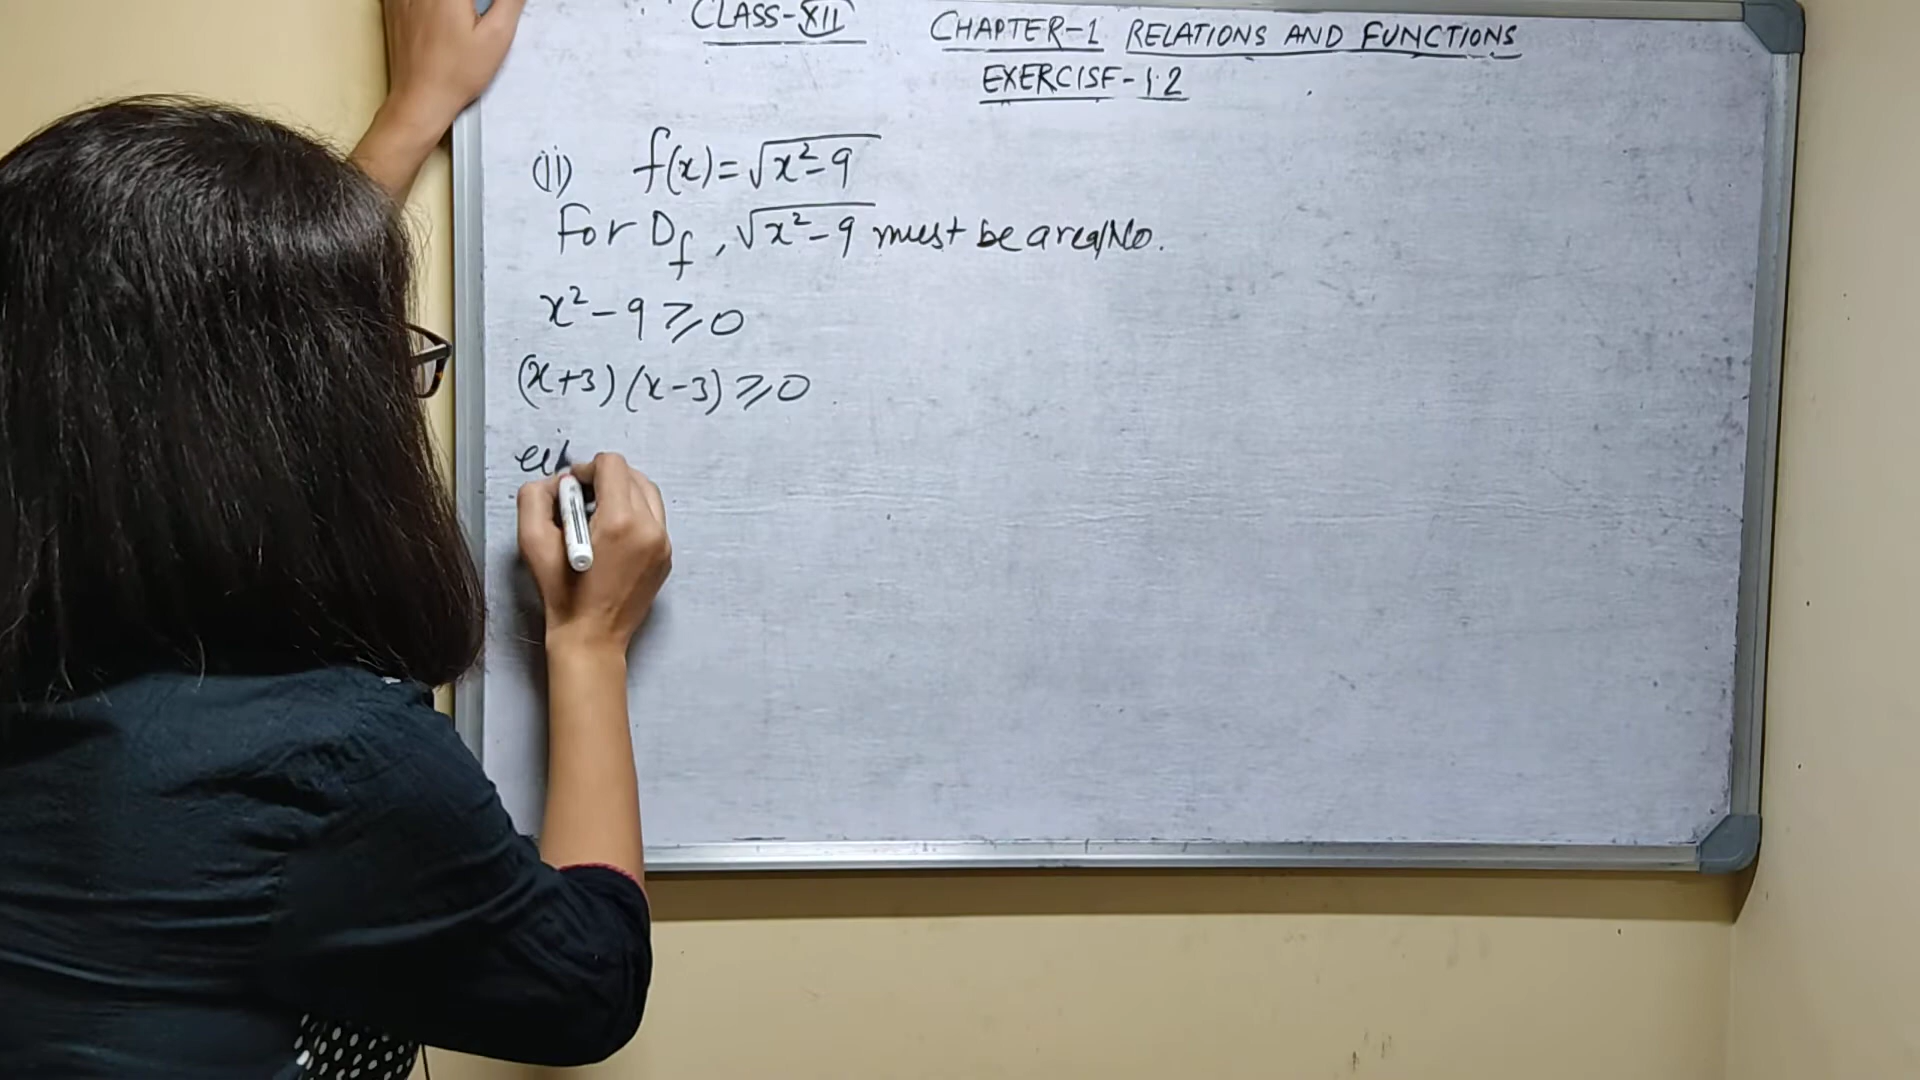 CLASS-XII CHAPTER-1 RELATIONS AND FUNCTIONS
EXERCISE-1.2
(ii) f(x)=√x²-9
For Df, √x²-9 must be a real No.
x²-9⩾0
(x+3)(x-3)⩾0